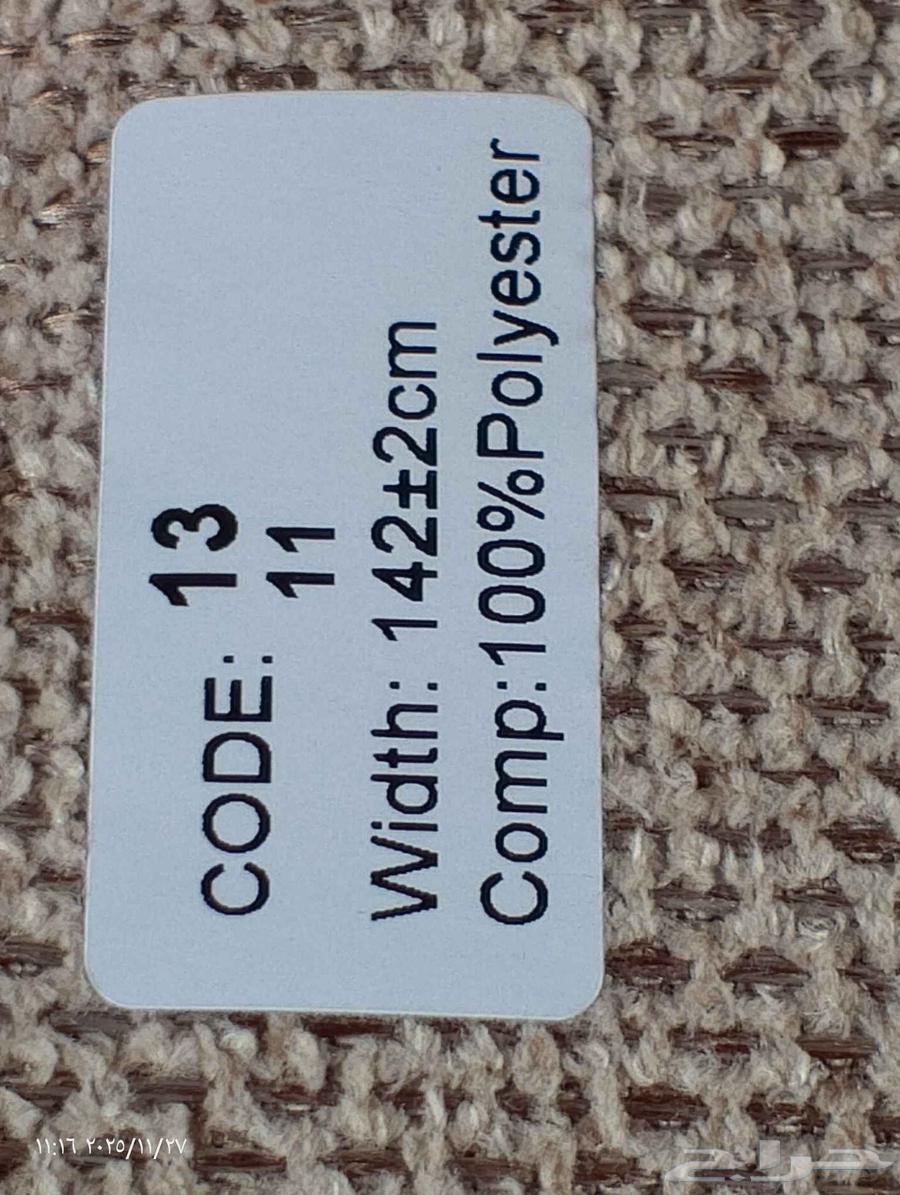 CODE: 13
11
Width: 142±2cm
Comp:100%Polyester
١١:١٦ ٢٠٢٥/١١/٢٧
حراج